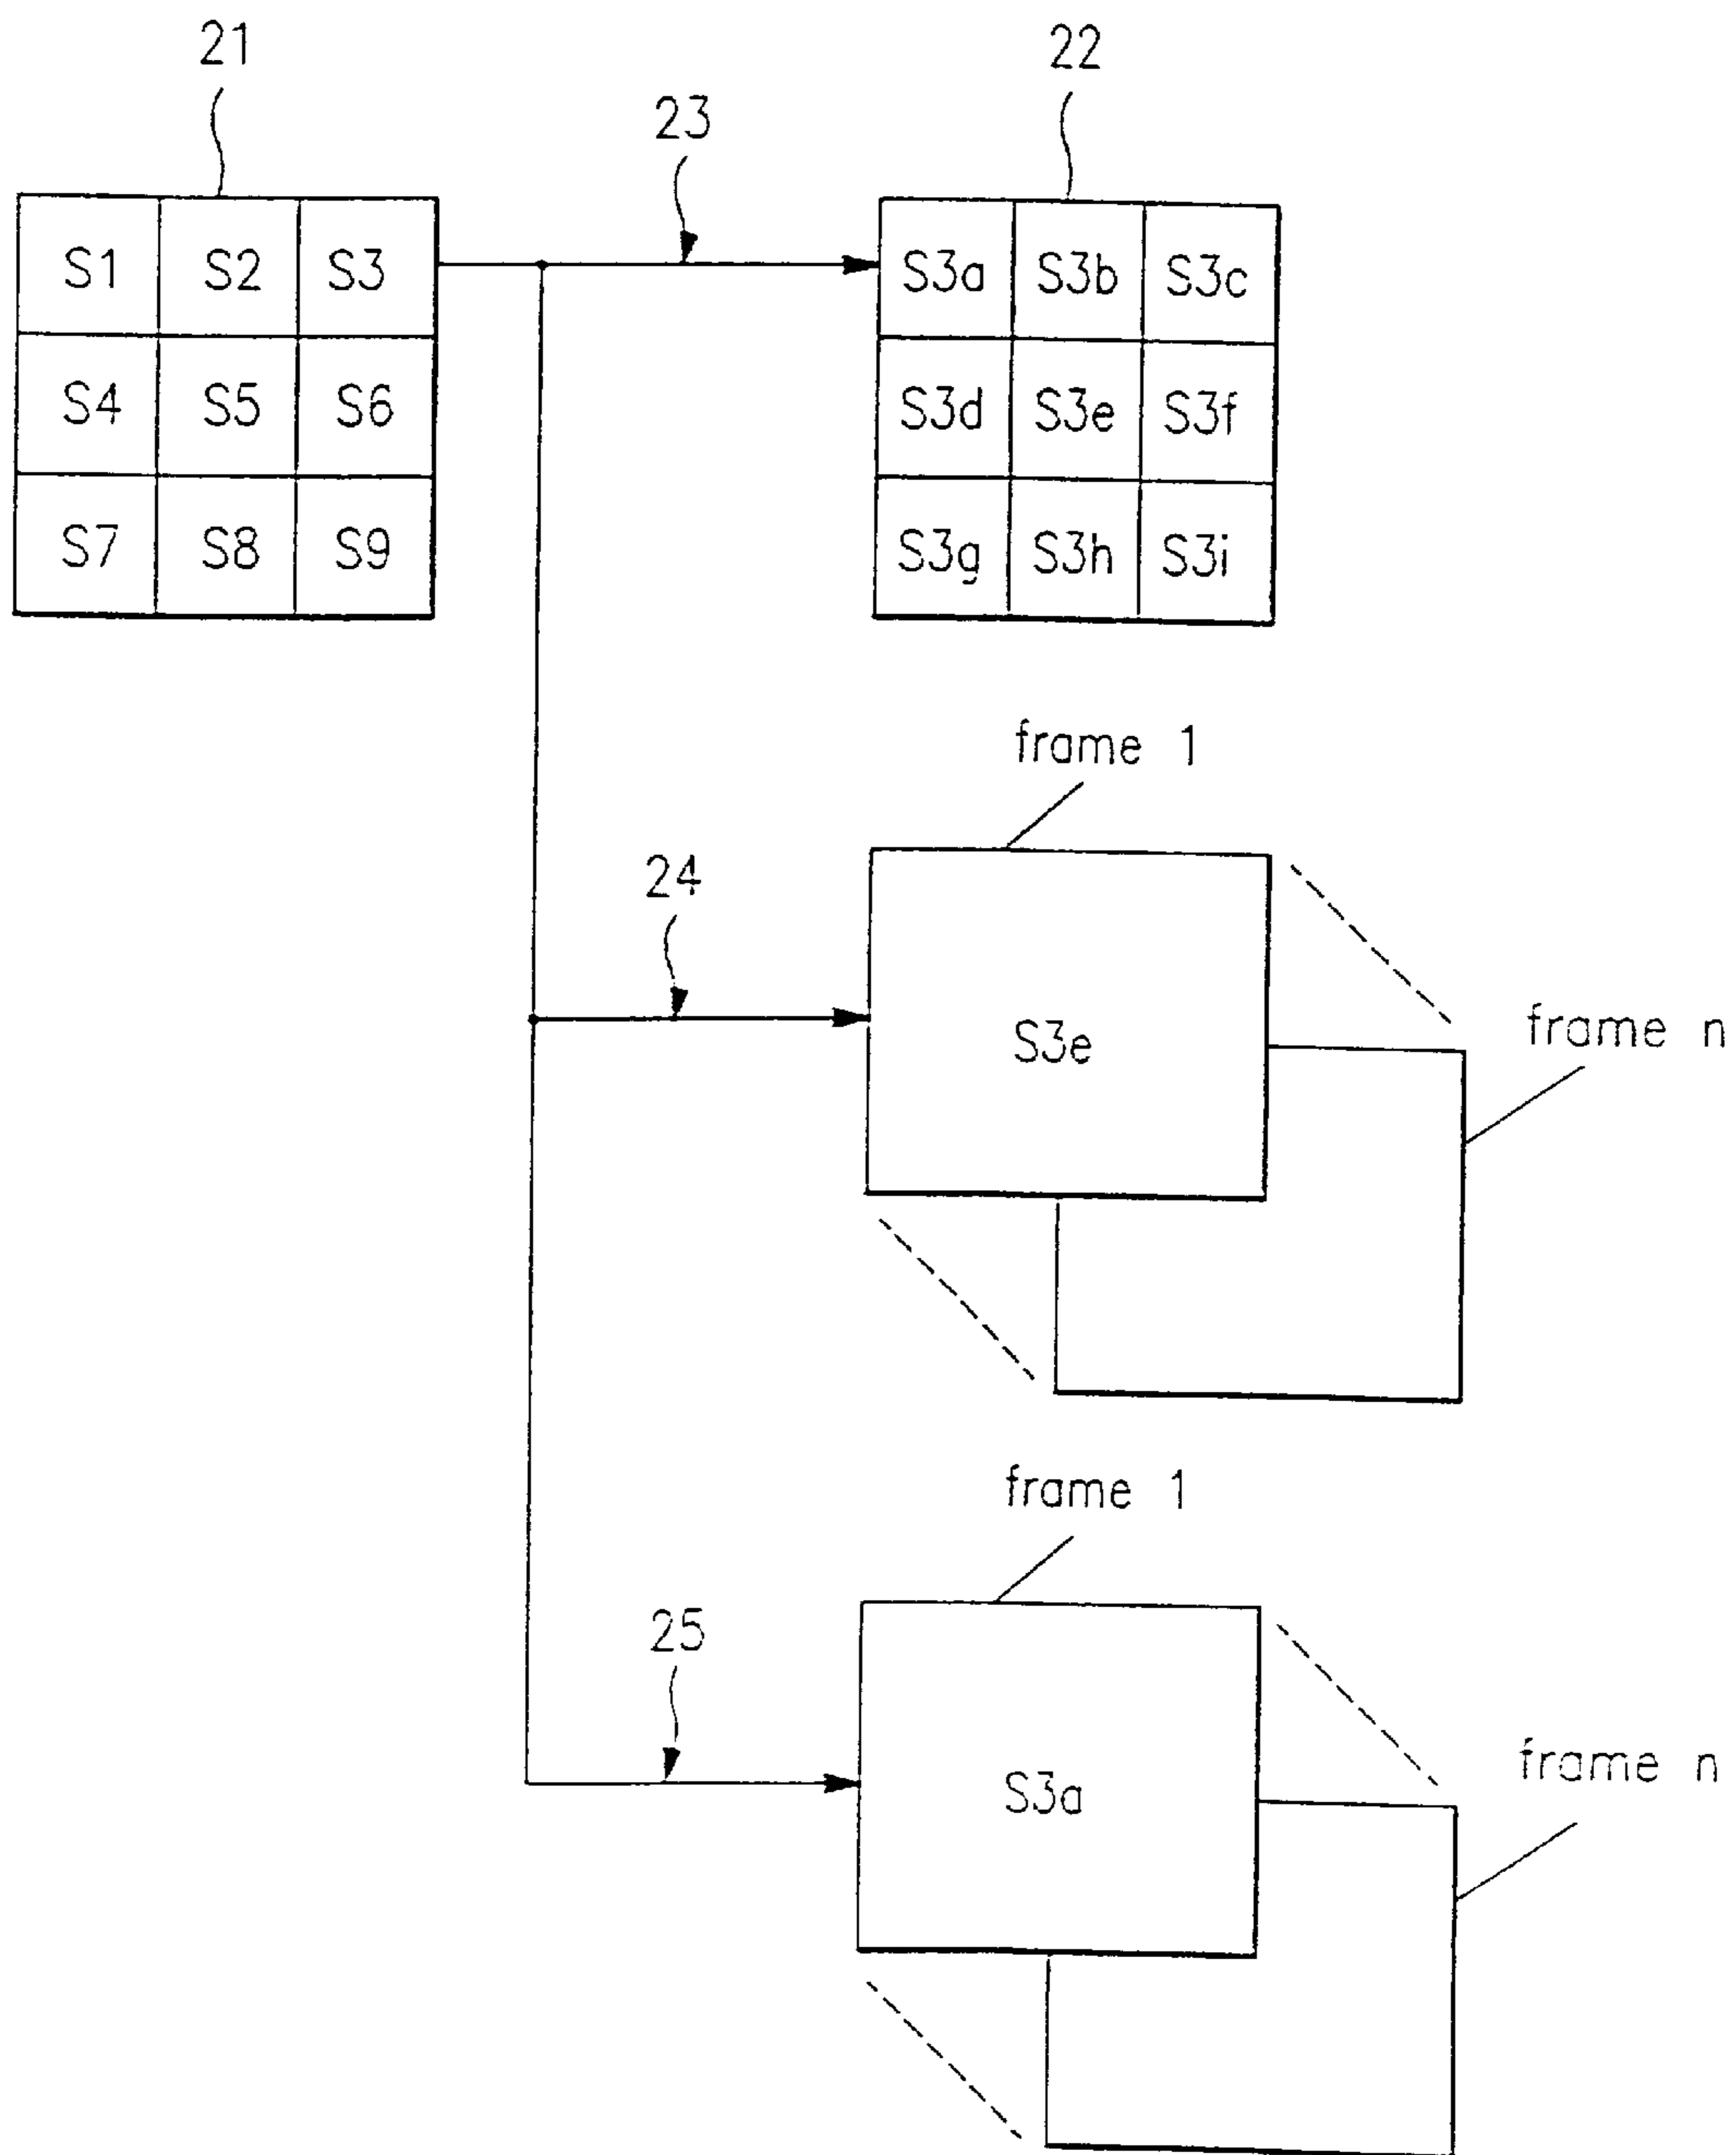 21
22
23
S1 S2 S3
S4 S5 S6
S7 S8 S9
S3a S3b S3c
S3d S3e S3f
S3g S3h S3i
frame 1
24
S3e
frame n
frame 1
25
S3a
frame n